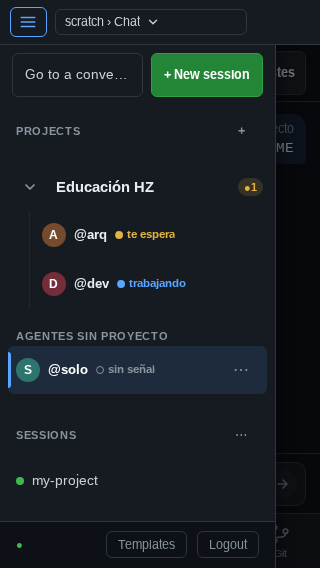 scratch › Chat
Go to a conve…
+ New session
PROJECTS
+
Educación HZ
1
A @arq te espera
D @dev trabajando
AGENTES SIN PROYECTO
S @solo sin señal ···
SESSIONS ···
my-project
Templates
Logout
Git